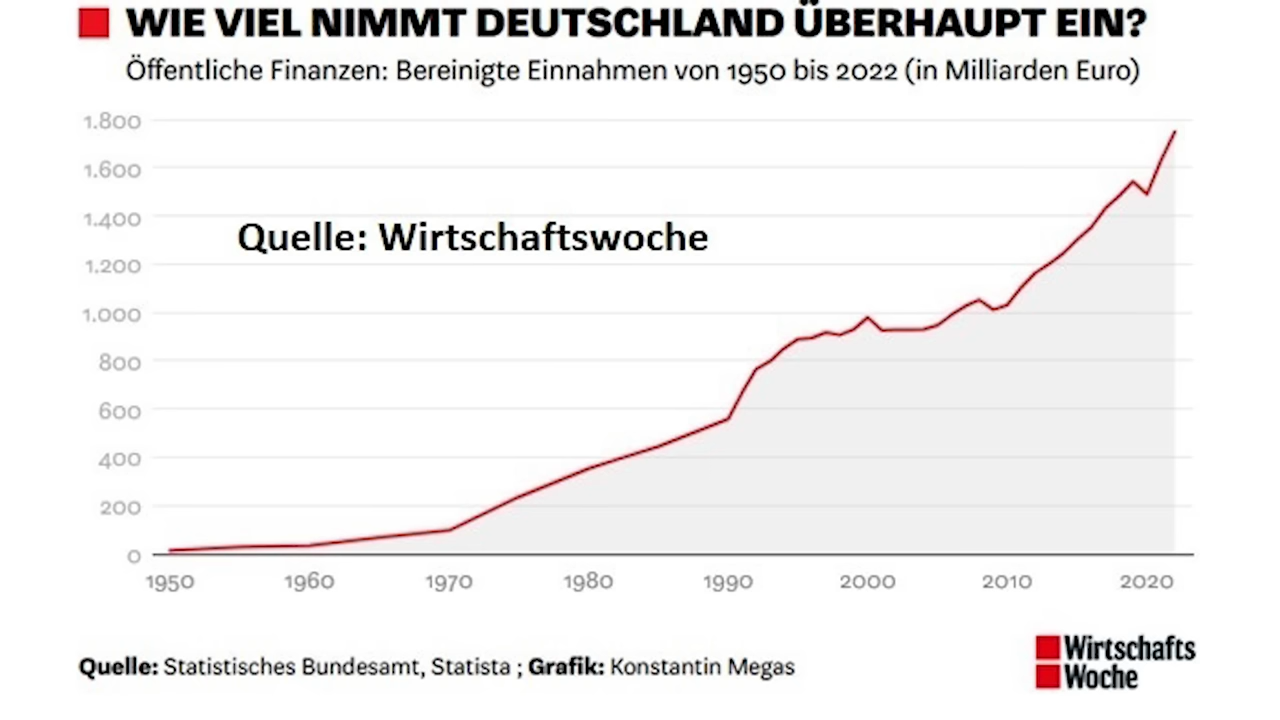 WIE VIEL NIMMT DEUTSCHLAND ÜBERHAUPT EIN?
Öffentliche Finanzen: Bereinigte Einnahmen von 1950 bis 2022 (in Milliarden Euro)
1.800
1.600
1.400
Quelle: Wirtschaftswoche
1.200
1.000
800
600
400
200
0
1950 1960 1970 1980 1990 2000 2010 2020
Quelle: Statistisches Bundesamt, Statista ; Grafik: Konstantin Megas
Wirtschafts
Woche